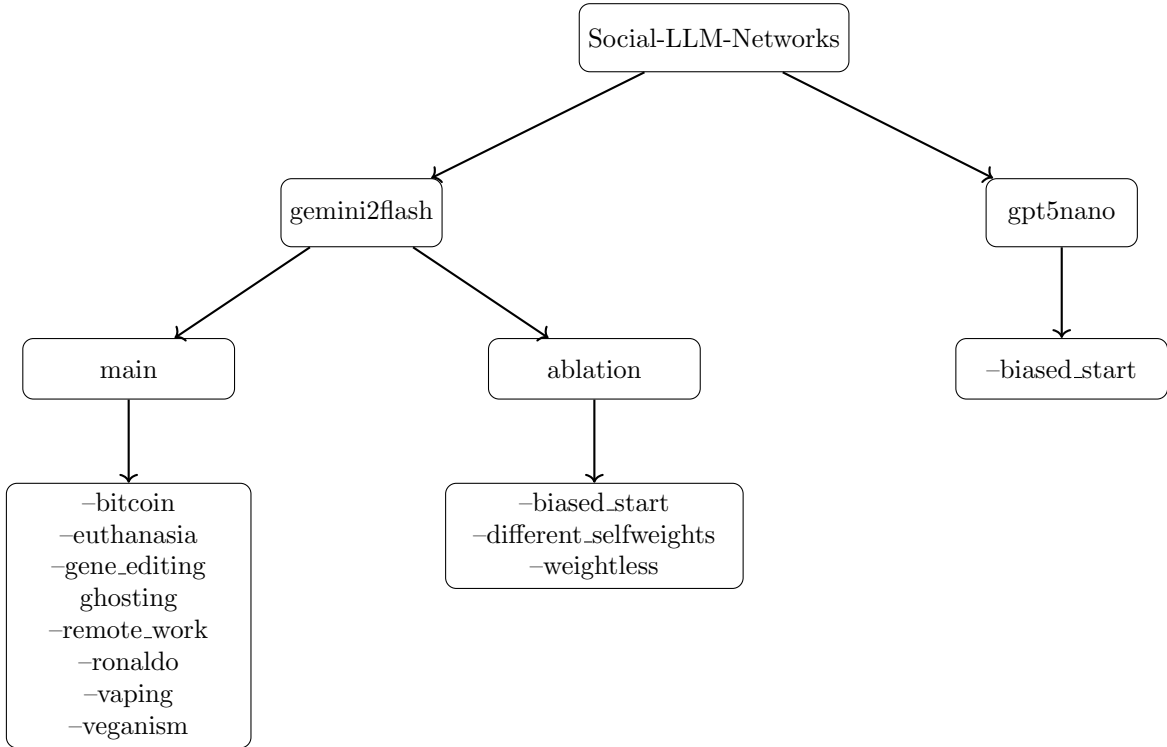 Social-LLM-Networks
gemini2flash
gpt5nano
main
ablation
–biased_start
–bitcoin
–euthanasia
–gene_editing
ghosting
–remote_work
–ronaldo
–vaping
–veganism
–biased_start
–different_selfweights
–weightless